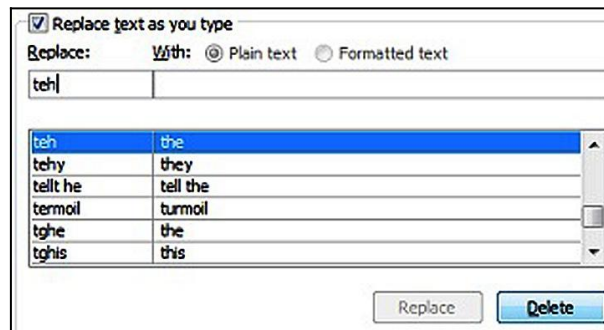 Replace text as you type
Replace: With: Plain text Formatted text
teh
teh the
tehy they
tellt he tell the
termoil turmoil
tghe the
tghis this
Replace Delete